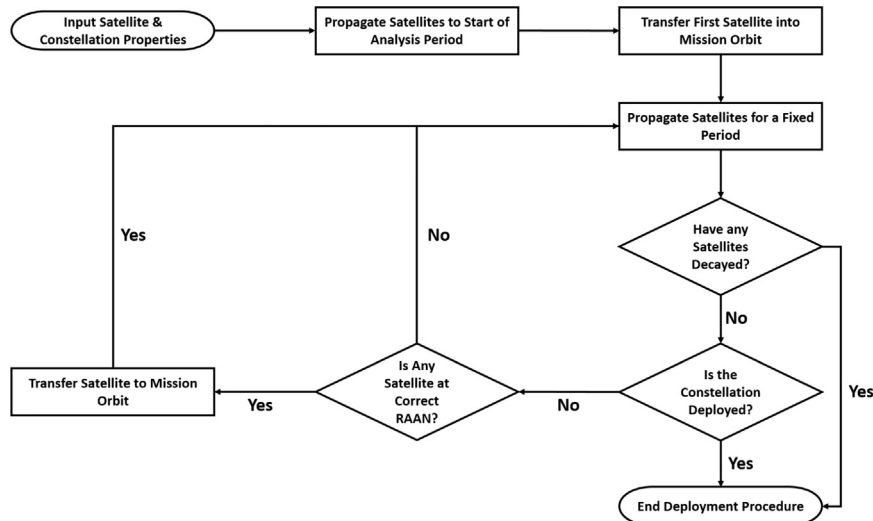 Input Satellite &
Constellation Properties
Propagate Satellites to Start of
Analysis Period
Transfer First Satellite into
Mission Orbit
Propagate Satellites for a Fixed
Period
Have any
Satellites
Decayed?
Yes
No
No
Is the
Constellation
Deployed?
Yes
No
Is Any
Satellite at
Correct
RAAN?
Yes
Transfer Satellite to Mission
Orbit
Yes
End Deployment Procedure